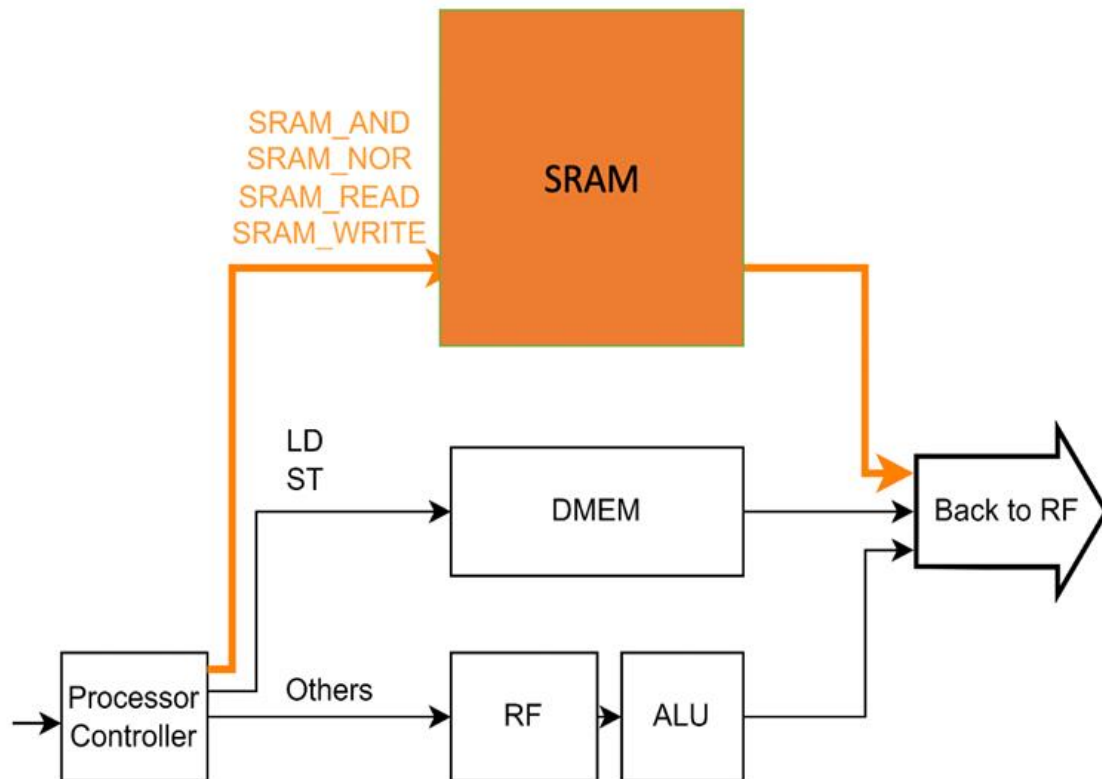 SRAM_AND
SRAM_NOR
SRAM_READ
SRAM_WRITE
SRAM
LD
ST
DMEM
Back to RF
Processor
Controller
Others
RF
ALU